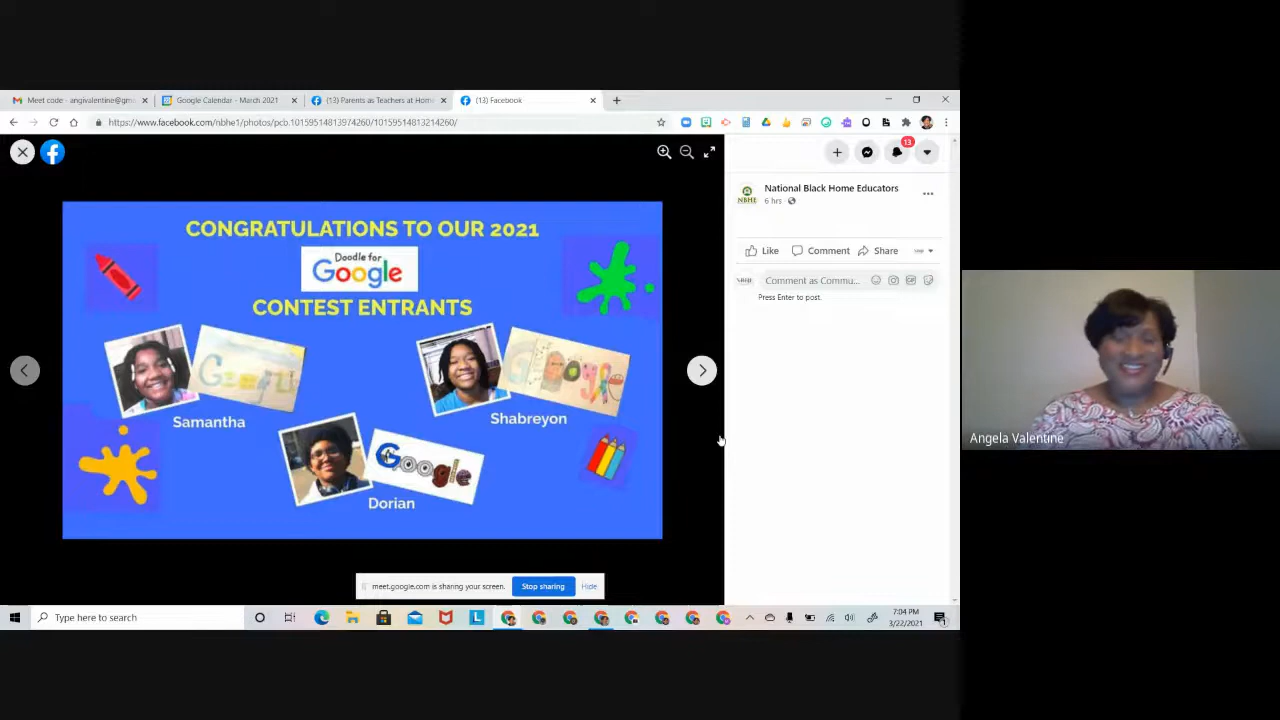 Meet code: - angivalentine@gm
Google Calendar - March 2021
(13) Parents as Teachers at Hom
(13) Facebook
https://www.facebook.com/nbhe1/photos/pcb.10159514813974260/10159514813214260/
13
National Black Home Educators
6 hrs
Like
Comment
Share
Comment as Commu...
Press Enter to post.
CONGRATULATIONS TO OUR 2021
Doodle for
Google
CONTEST ENTRANTS
Samantha
Shabreyon
Google
Dorian
Angela Valentine
meet.google.com is sharing your screen.
Stop sharing
Hide
Type here to search
7:04 PM
3/22/2021